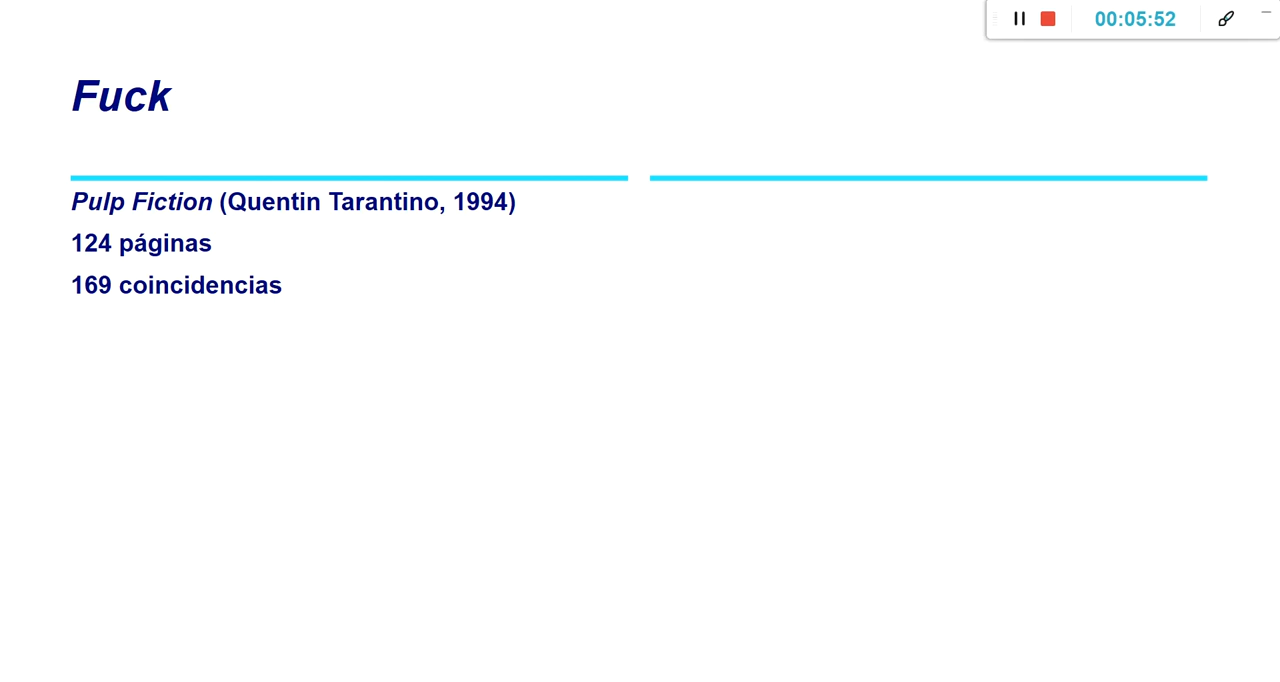 00:05:52
Fuck
Pulp Fiction (Quentin Tarantino, 1994)
124 páginas
169 coincidencias